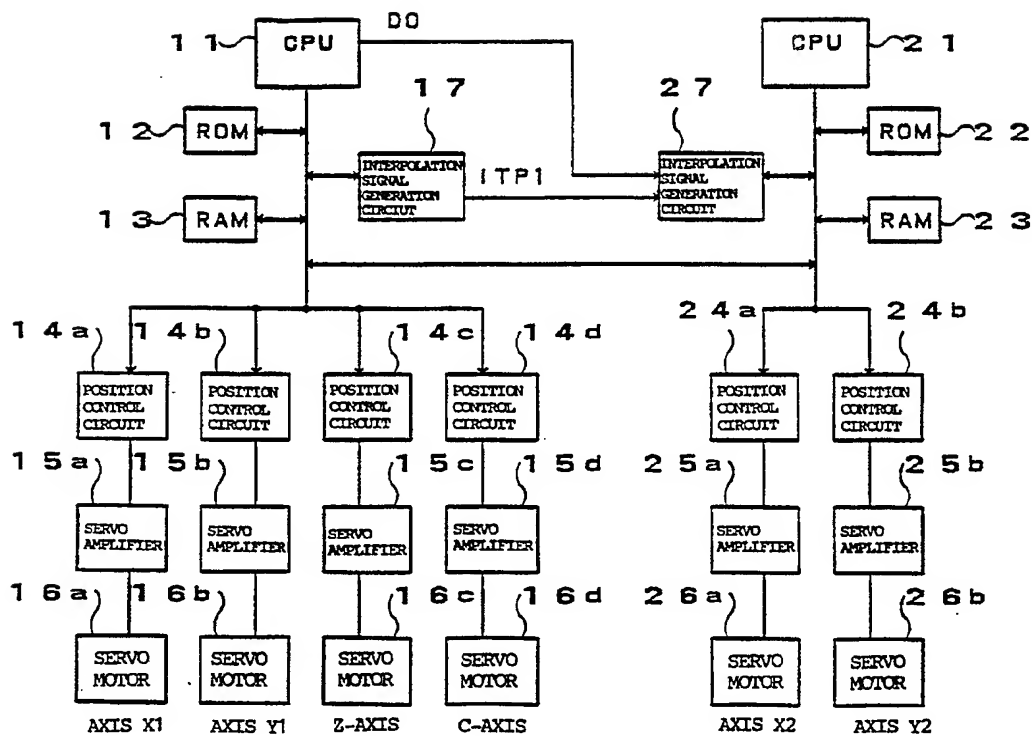 DO
11 CPU
CPU 21
17
27
12 ROM
ROM 22
INTERPOLATION
SIGNAL
GENERATION
CIRCIUT
ITP1
INTERPOLATION
SIGNAL
GENERATION
CIRCUIT
13 RAM
RAM 23
14a 14b 14c 14d 24a 24b
POSITION
CONTROL
CIRCUIT
POSITION
CONTROL
CIRCUIT
POSITION
CONTROL
CIRCUIT
POSITION
CONTROL
CIRCUIT
POSITION
CONTROL
CIRCUIT
POSITION
CONTROL
CIRCUIT
15a 15b 15c 15d 25a 25b
SERVO
AMPLIFIER
SERVO
AMPLIFIER
SERVO
AMPLIFIER
SERVO
AMPLIFIER
SERVO
AMPLIFIER
SERVO
AMPLIFIER
16a 16b 16c 16d 26a 26b
SERVO
MOTOR
SERVO
MOTOR
SERVO
MOTOR
SERVO
MOTOR
SERVO
MOTOR
SERVO
MOTOR
AXIS X1 AXIS Y1 Z-AXIS C-AXIS AXIS X2 AXIS Y2